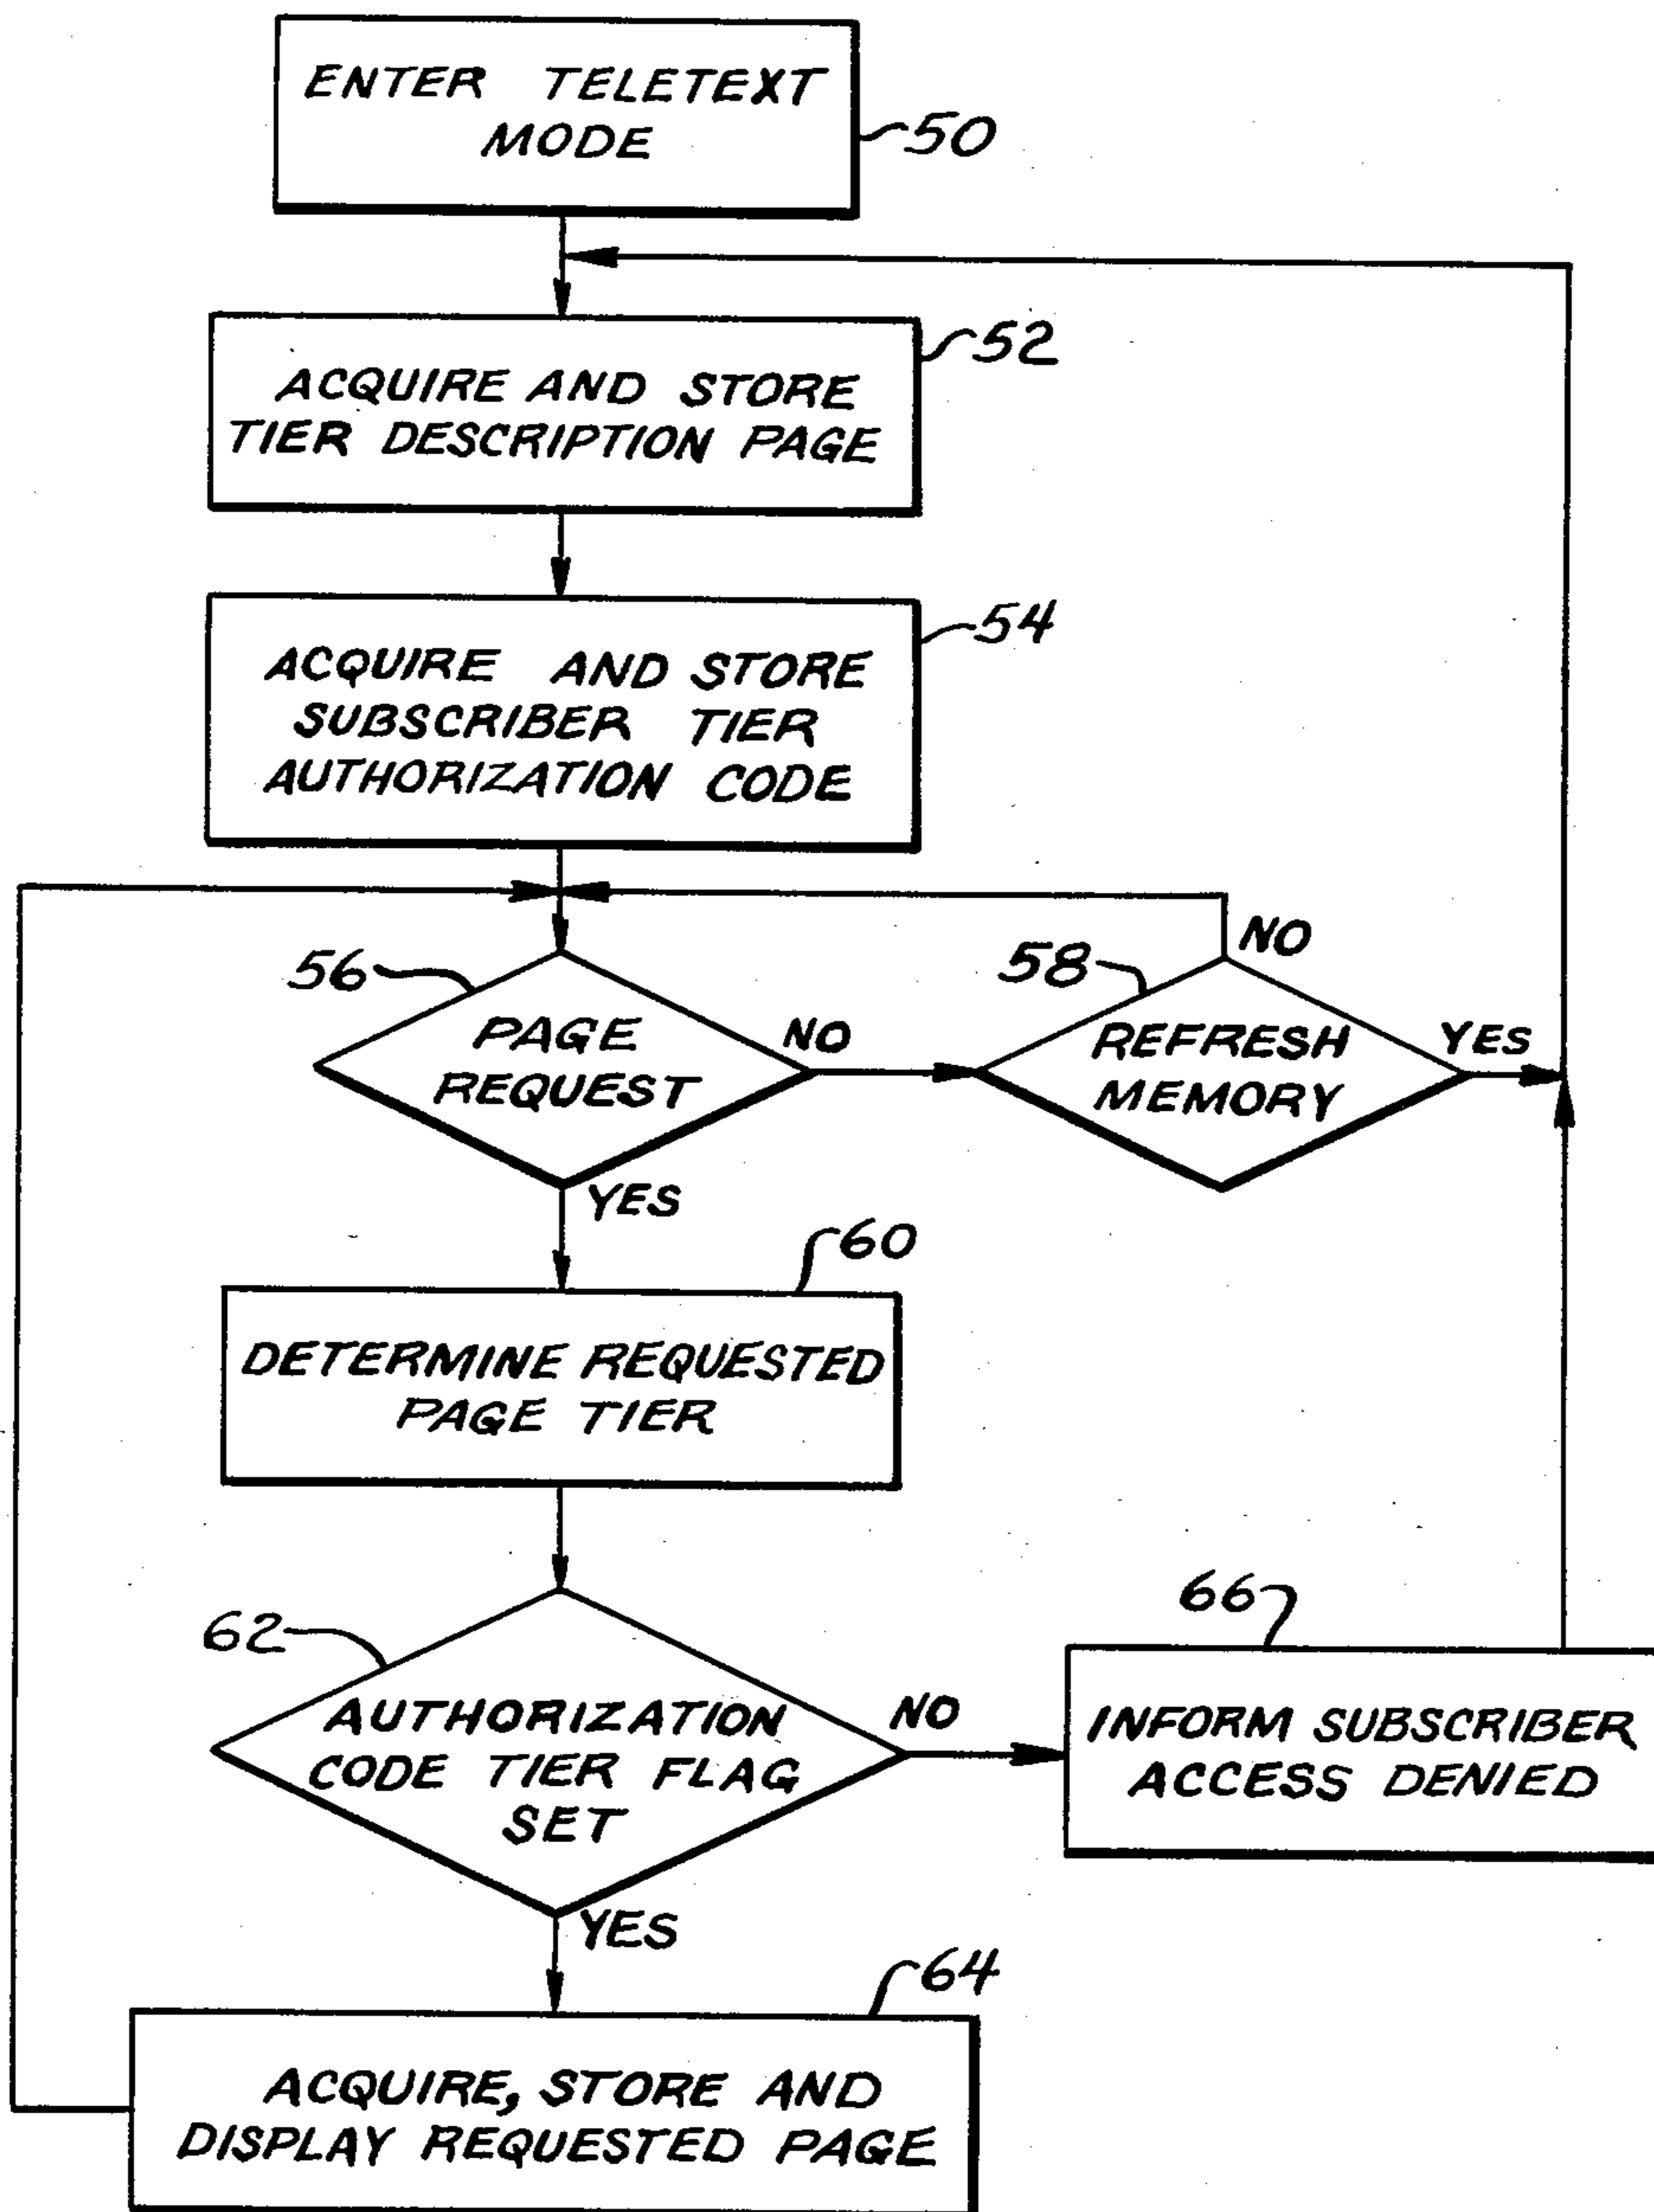 ENTER TELETEXT
MODE
50
52
ACQUIRE AND STORE
TIER DESCRIPTION PAGE
54
ACQUIRE AND STORE
SUBSCRIBER TIER
AUTHORIZATION CODE
NO
56
58
PAGE
REQUEST
NO
REFRESH
MEMORY
YES
YES
60
DETERMINE REQUESTED
PAGE TIER
62
66
AUTHORIZATION
CODE TIER FLAG
SET
NO
INFORM SUBSCRIBER
ACCESS DENIED
YES
64
ACQUIRE, STORE AND
DISPLAY REQUESTED PAGE